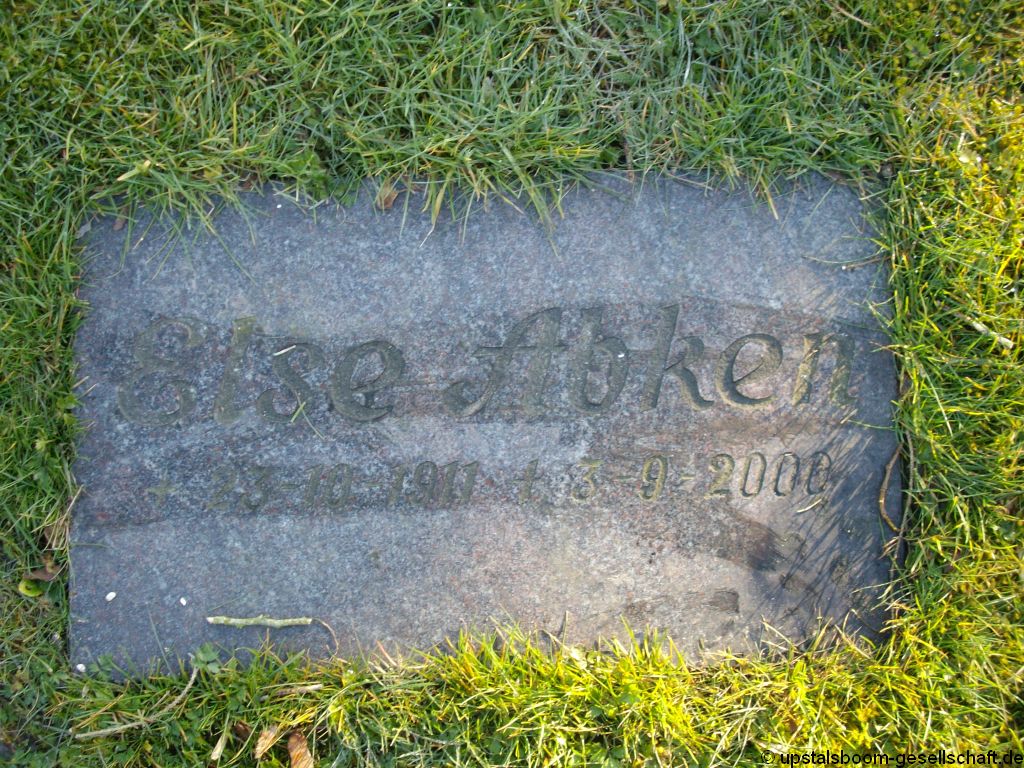 Else Abken
* 23-10-1911 † 3-9-2000
© upstalsboom-gesellschaft.de